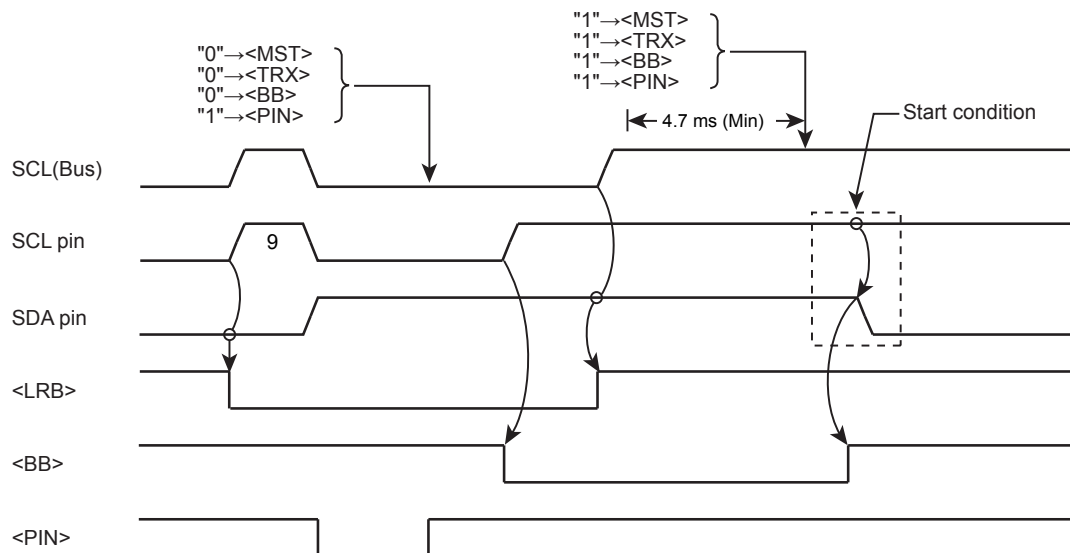 "0"→<MST>
"0"→<TRX>
"0"→<BB>
"1"→<PIN>
"1"→<MST>
"1"→<TRX>
"1"→<BB>
"1"→<PIN>
4.7 ms (Min)
Start condition
SCL(Bus)
SCL pin
9
SDA pin
<LRB>
<BB>
<PIN>